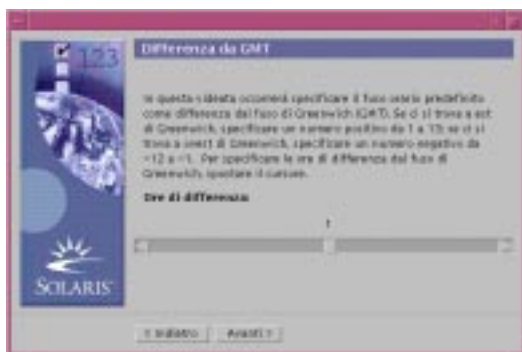 123
Differenza da GMT
In questa videata occorrerà specificare il fuso orario predefinito
come differenza dal fuso di Greenwich (GMT). Se ci si trova a est
di Greenwich, specificare un numero positivo da 1 a 13; se ci si
trova a ovest di Greenwich, specificare un numero negativo da
-12 a -1. Per specificare le ore di differenza dal fuso di
Greenwich, spostare il cursore.
Ore di differenza:
1
SOLARIS
< Indietro
Avanti >